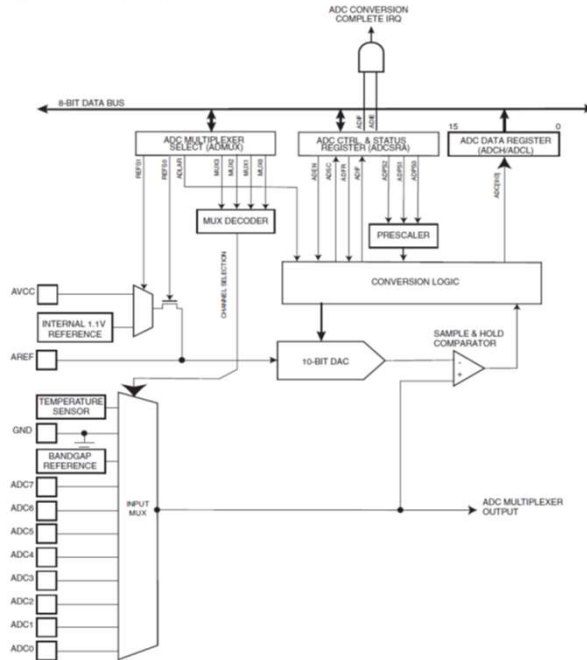 ADC CONVERSION
COMPLETE IRQ
8-BIT DATA BUS
ADIF
ADIE
15
0
ADC MULTIPLEXER
SELECT (ADMUX)
ADC CTRL. & STATUS
REGISTER (ADCSRA)
ADC DATA REGISTER
(ADCH/ADCL)
REFS1
REFS0
ADLAR
MUX3
MUX2
MUX1
MUX0
ADEN
ADSC
ADFR
ADIF
ADPS2
ADPS1
ADPS0
ADC[9:0]
MUX DECODER
PRESCALER
CHANNEL SELECTION
CONVERSION LOGIC
AVCC
INTERNAL 1.1V
REFERENCE
SAMPLE & HOLD
COMPARATOR
AREF
10-BIT DAC
-
+
TEMPERATURE
SENSOR
GND
BANDGAP
REFERENCE
ADC7
ADC6
ADC5
ADC4
ADC3
ADC2
ADC1
ADC0
INPUT
MUX
ADC MULTIPLEXER
OUTPUT